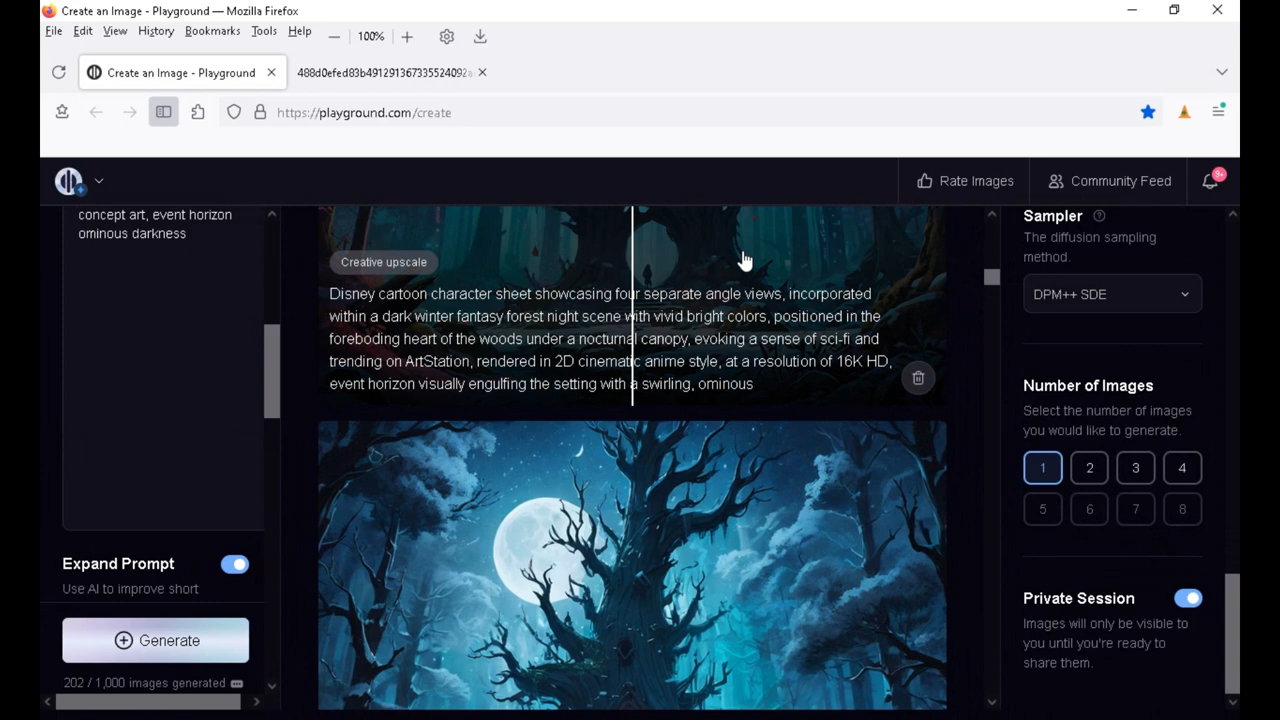 Create an Image - Playground — Mozilla Firefox
File Edit View History Bookmarks Tools Help
100%
Create an Image - Playground
488d0efed83b491291367335524092
https://playground.com/create
Rate Images
Community Feed
9+
concept art, event horizon
ominous darkness
Expand Prompt
Use AI to improve short
Generate
202 / 1,000 images generated
Creative upscale
Disney cartoon character sheet showcasing four separate angle views, incorporated
within a dark winter fantasy forest night scene with vivid bright colors, positioned in the
foreboding heart of the woods under a nocturnal canopy, evoking a sense of sci-fi and
trending on ArtStation, rendered in 2D cinematic anime style, at a resolution of 16K HD,
event horizon visually engulfing the setting with a swirling, ominous
Sampler
The diffusion sampling
method.
DPM++ SDE
Number of Images
Select the number of images
you would like to generate.
1 2 3 4
5 6 7 8
Private Session
Images will only be visible to
you until you're ready to
share them.